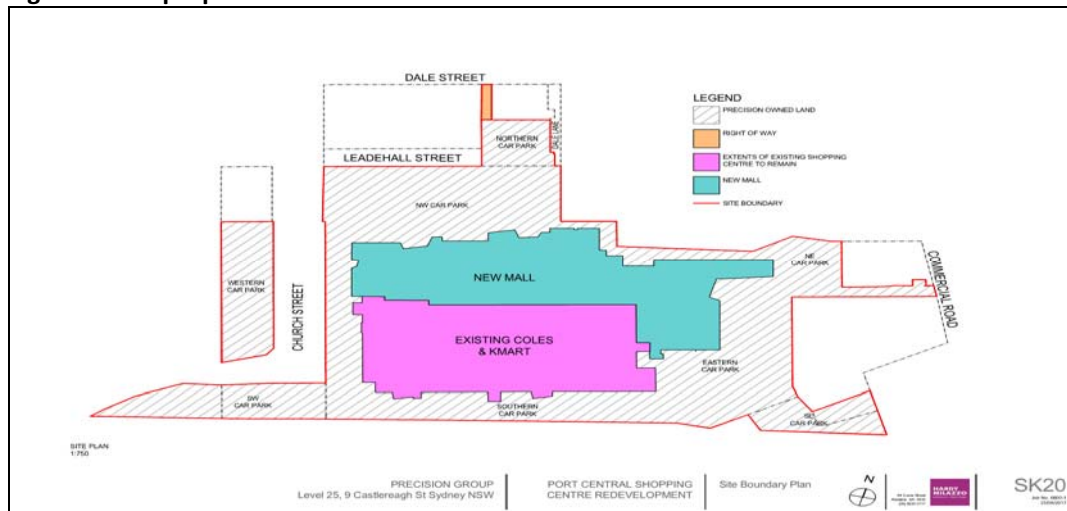 DALE STREET
LEGEND
PRECISION OWNED LAND
RIGHT OF WAY
EXTENTS OF EXISTING SHOPPING
CENTRE TO REMAIN
NEW MALL
SITE BOUNDARY
NORTHERN
CAR PARK
DALE LANE
LEADEHALL STREET
NW CAR PARK
NE
CAR PARK
COMMERCIAL ROAD
WESTERN
CAR PARK
CHURCH STREET
NEW MALL
EXISTING COLES
& KMART
EASTERN
CAR PARK
SW
CAR PARK
SOUTHERN
CAR PARK
CAR PARK
SITE PLAN
1:750
PRECISION GROUP
Level 25, 9 Castlereagh St Sydney NSW
PORT CENTRAL SHOPPING
CENTRE REDEVELOPMENT
Site Boundary Plan
N
HARDY
MILAZZO
SK20